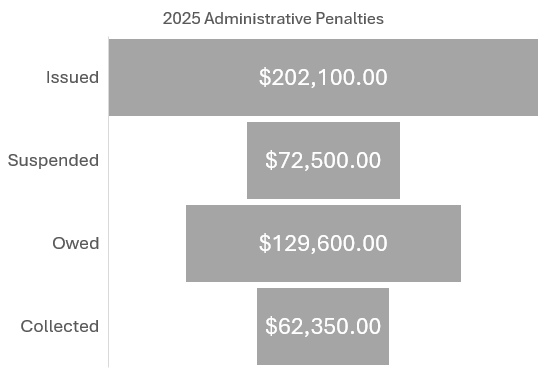 2025 Administrative Penalties
Issued $202,100.00
Suspended $72,500.00
Owed $129,600.00
Collected $62,350.00